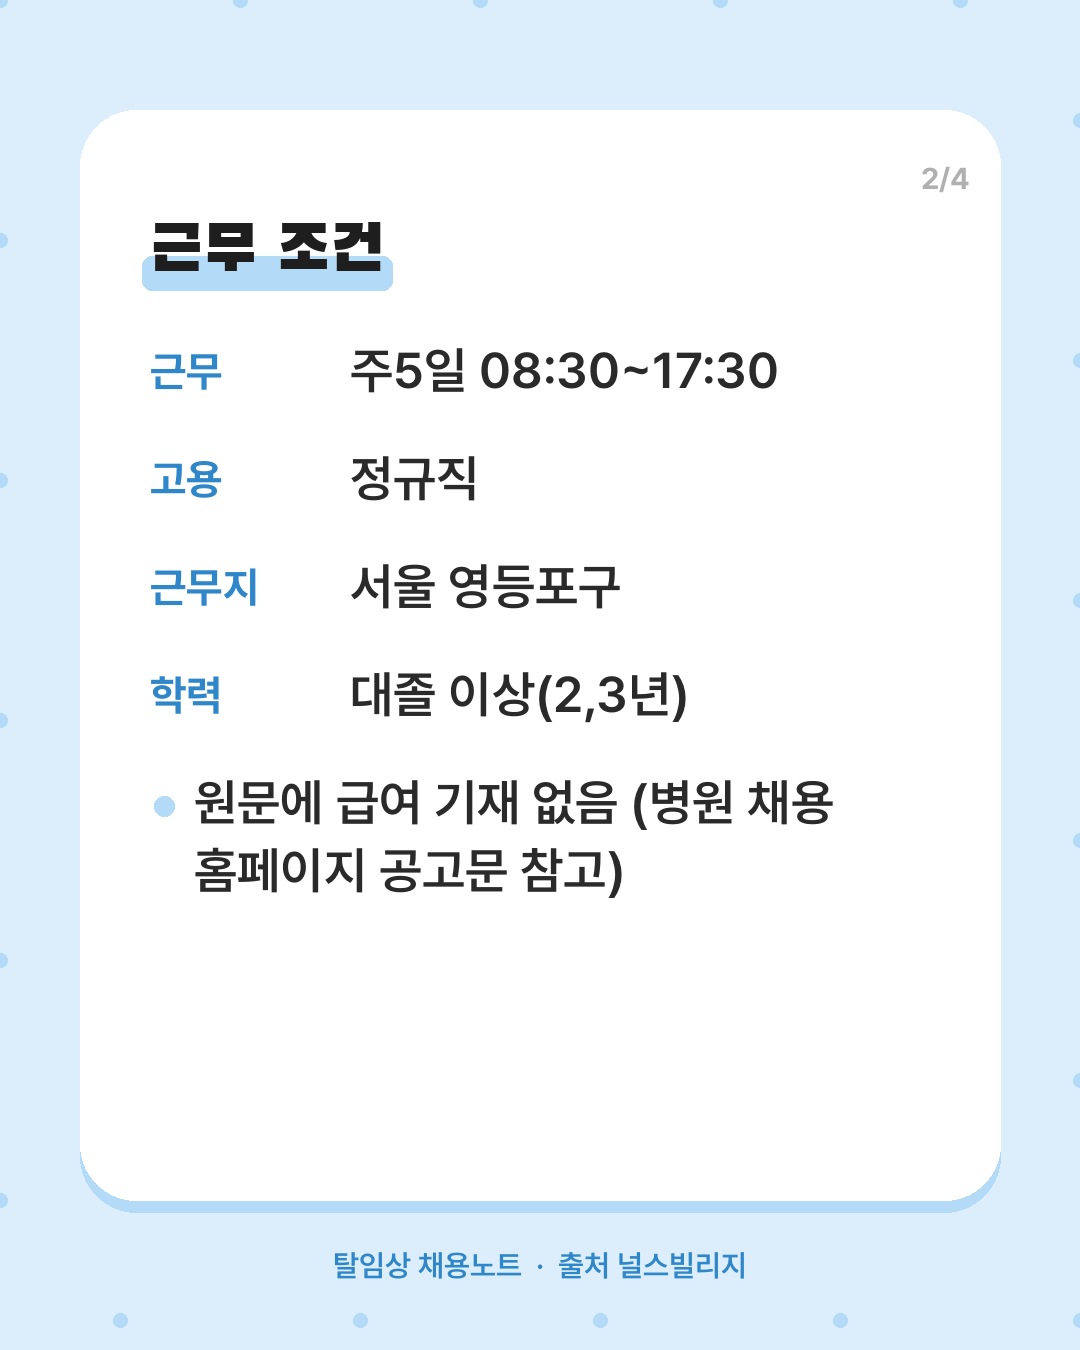 2/4
근무 조건
근무 주5일 08:30~17:30
고용 정규직
근무지 서울 영등포구
학력 대졸 이상(2,3년)
원문에 급여 기재 없음 (병원 채용
홈페이지 공고문 참고)
탈임상 채용노트 · 출처 널스빌리지